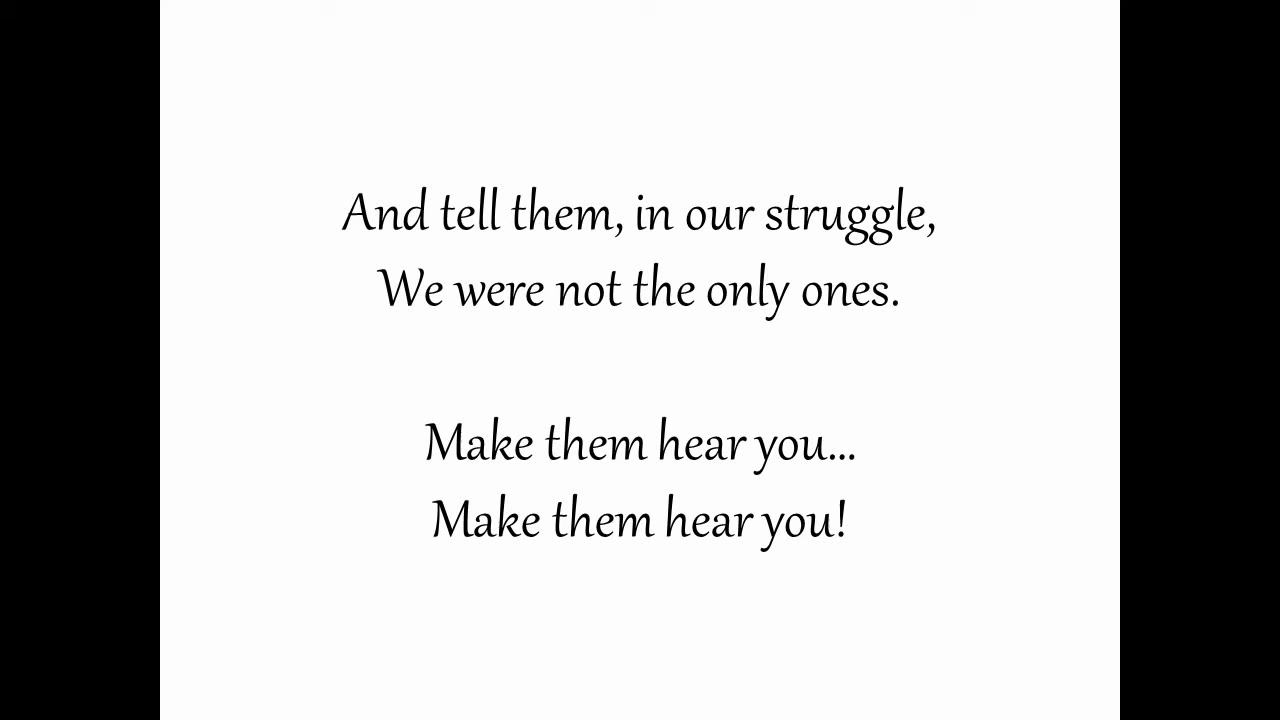 And tell them, in our struggle,
We were not the only ones.
Make them hear you...
Make them hear you!